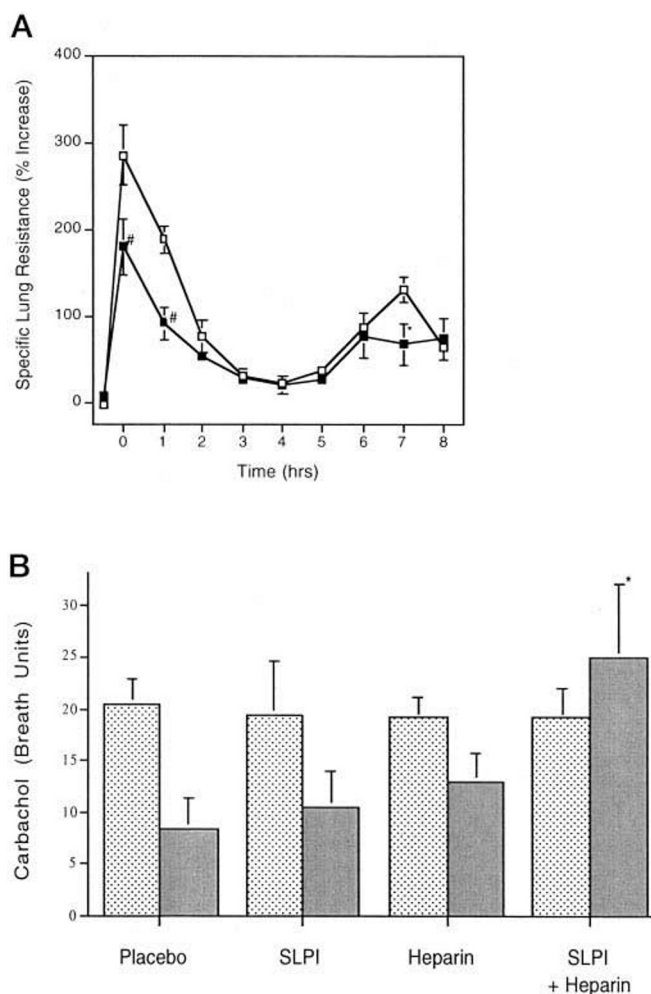 A
Specific Lung Resistance (% Increase)
400
300
200
100
0
#
#
*
0 1 2 3 4 5 6 7 8
Time (hrs)
B
Carbachol (Breath Units)
30
25
20
15
10
5
0
*
Placebo SLPI Heparin SLPI
+ Heparin